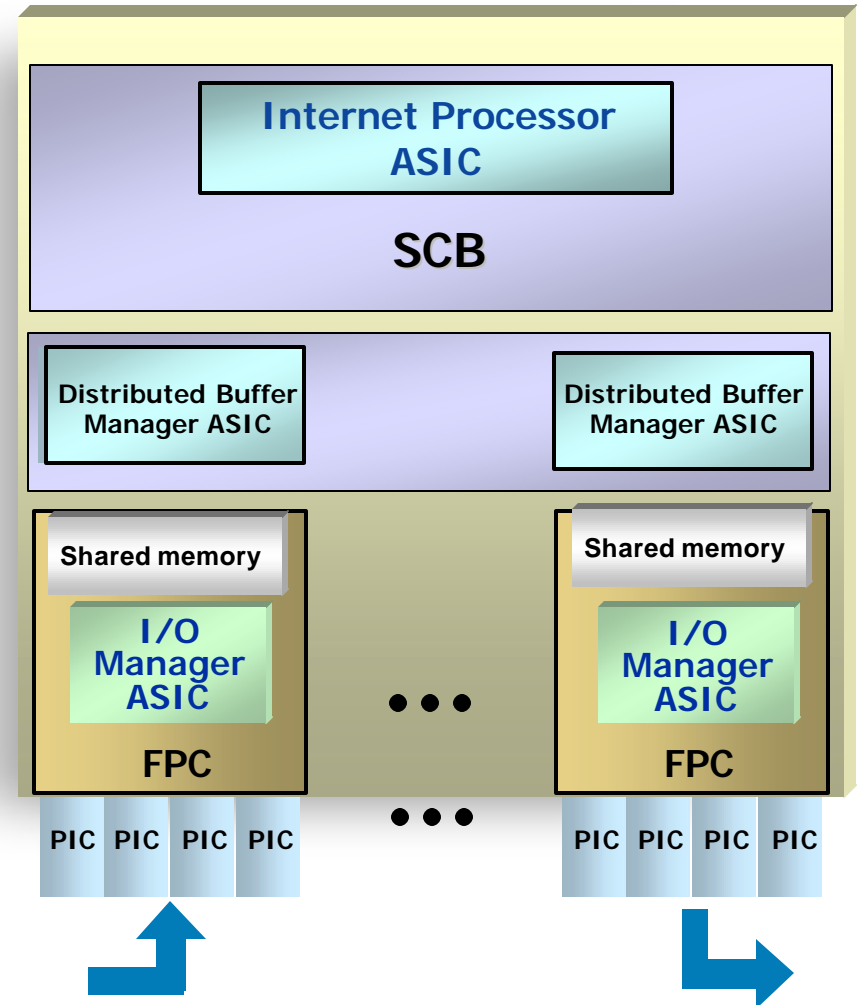 Internet Processor
ASIC
SCB
Distributed Buffer
Manager ASIC
Distributed Buffer
Manager ASIC
Shared memory
I/O
Manager
ASIC
FPC
Shared memory
I/O
Manager
ASIC
FPC
PIC PIC PIC PIC
PIC PIC PIC PIC